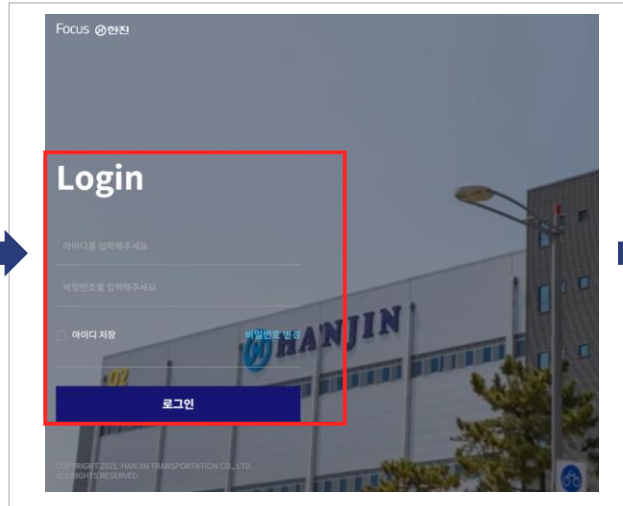 Focus 한진
Login
아이디를 입력해주세요
비밀번호를 입력해주세요
아이디 저장
비밀번호 변경
HANJIN
02
로그인
COPYRIGHT 2021. HANJIN TRANSPORTATION CO., LTD.
ALL RIGHTS RESERVED.